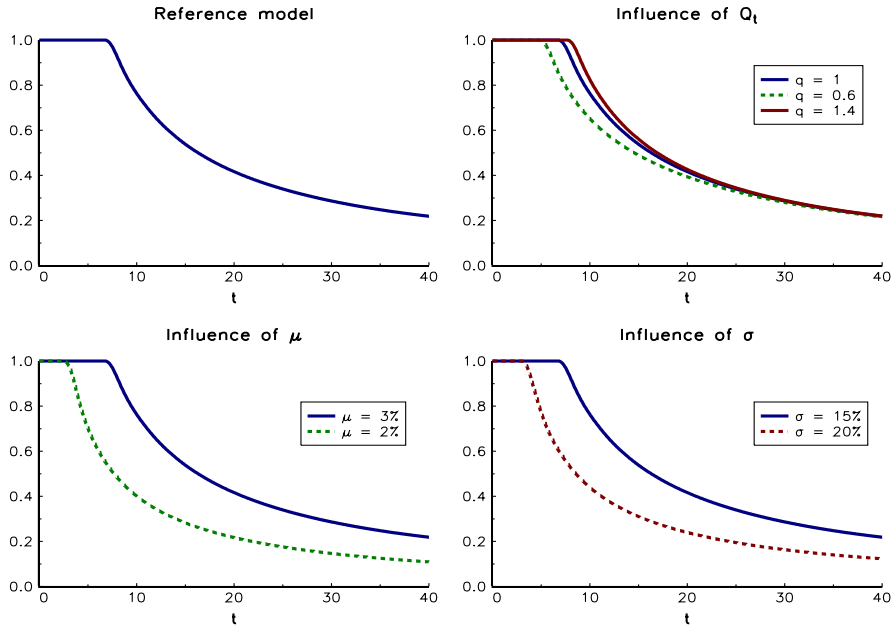 Reference model
1.0
0.8
0.6
0.4
0.2
0.0
0 10 20 30 40
t
Influence of Qt
1.0
0.8
0.6
0.4
0.2
0.0
q = 1
q = 0.6
q = 1.4
0 10 20 30 40
t
Influence of μ
1.0
0.8
0.6
0.4
0.2
0.0
μ = 3%
μ = 2%
0 10 20 30 40
t
Influence of σ
1.0
0.8
0.6
0.4
0.2
0.0
σ = 15%
σ = 20%
0 10 20 30 40
t